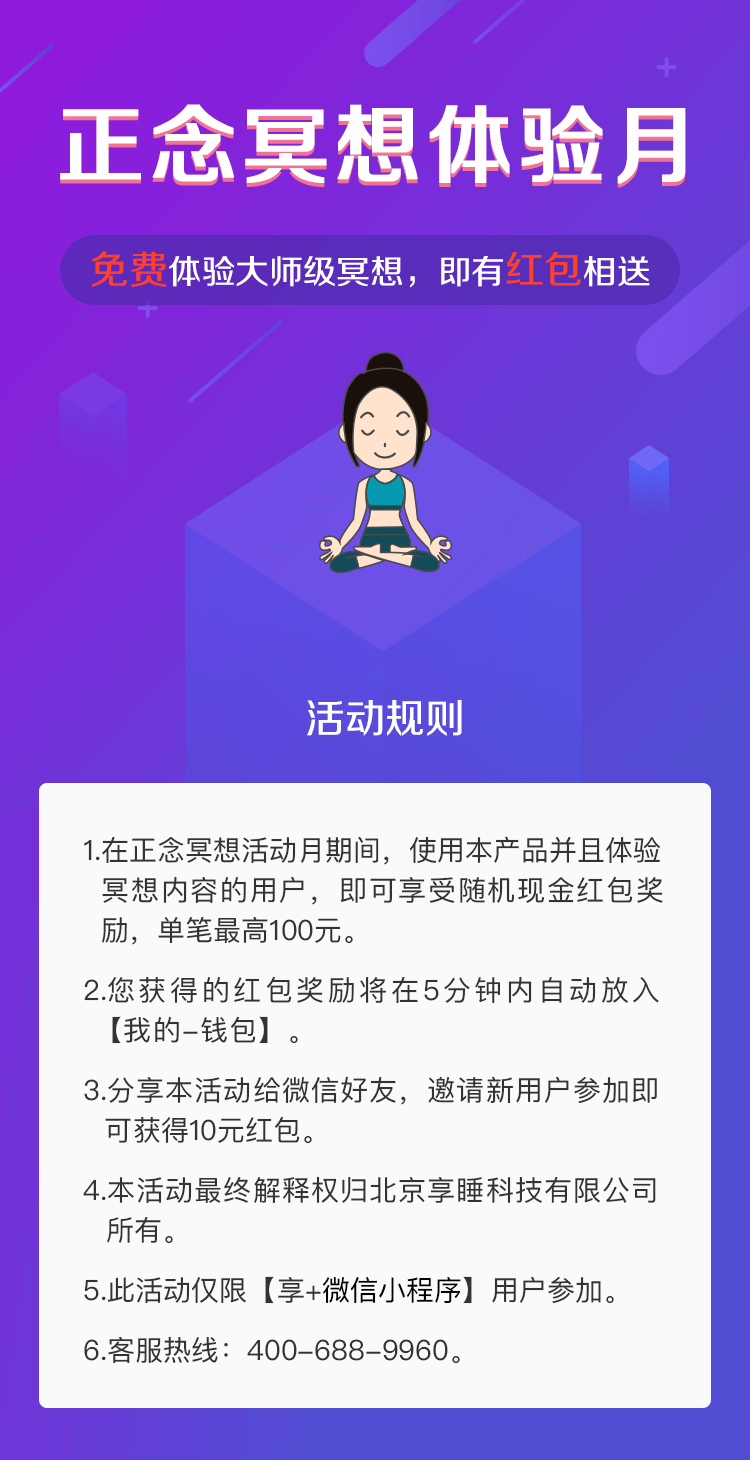 正念冥想体验月
免费体验大师级冥想，即有红包相送
活动规则
1.在正念冥想活动月期间，使用本产品并且体验
冥想内容的用户，即可享受随机现金红包奖
励，单笔最高100元。
2.您获得的红包奖励将在5分钟内自动放入
【我的–钱包】。
3.分享本活动给微信好友，邀请新用户参加即
可获得10元红包。
4.本活动最终解释权归北京享睡科技有限公司
所有。
5.此活动仅限【享+微信小程序】用户参加。
6.客服热线：400–688–9960。